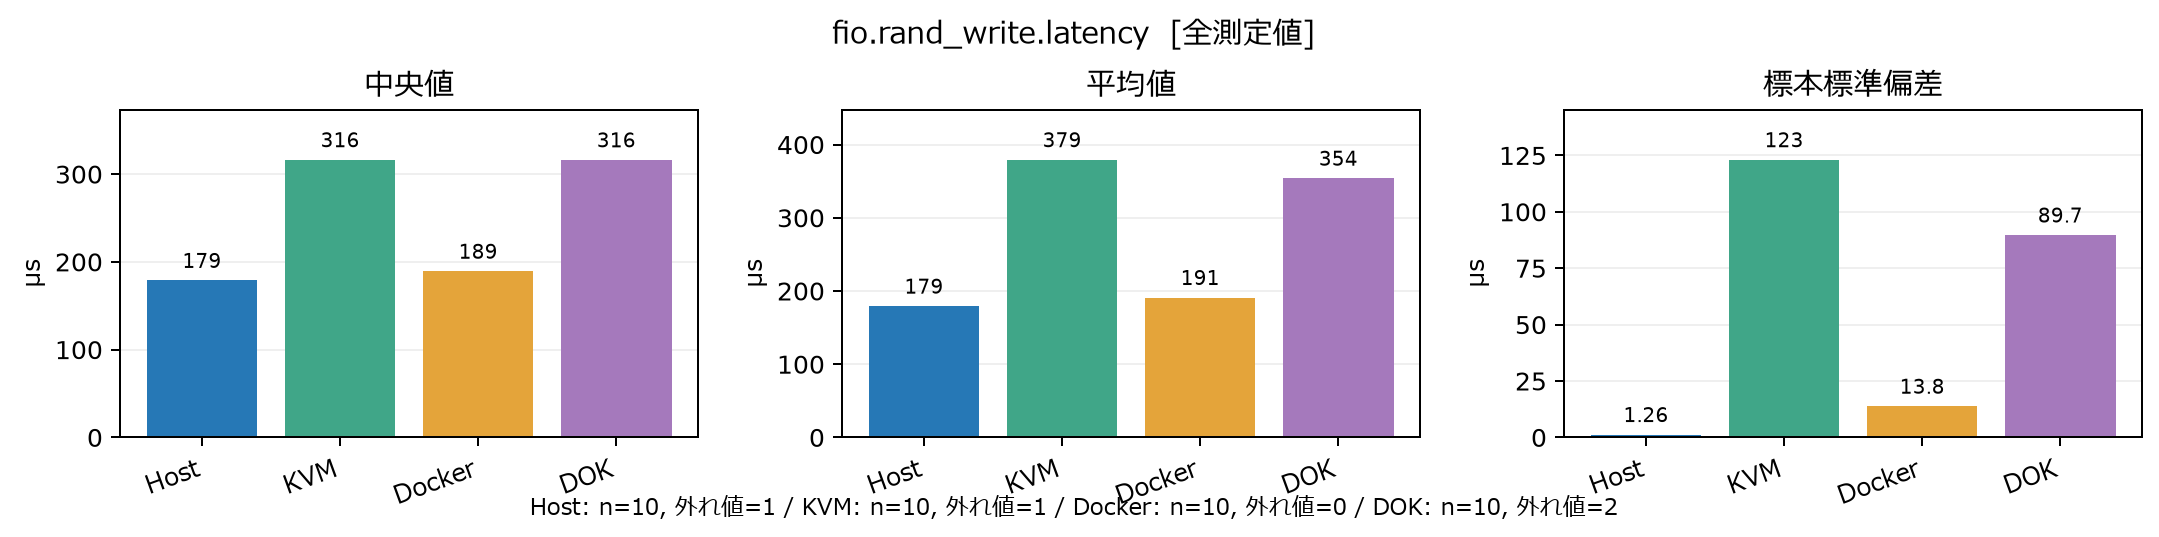 fio.rand_write.latency [全測定値]
中央値
μs
300
200
100
0
316
316
179
189
Host
KVM
Docker
DOK
平均値
μs
400
300
200
100
0
379
354
179
191
Host
KVM
Docker
DOK
標本標準偏差
μs
125
100
75
50
25
0
123
89.7
13.8
1.26
Host
KVM
Docker
DOK
Host: n=10, 外れ値=1 / KVM: n=10, 外れ値=1 / Docker: n=10, 外れ値=0 / DOK: n=10, 外れ値=2